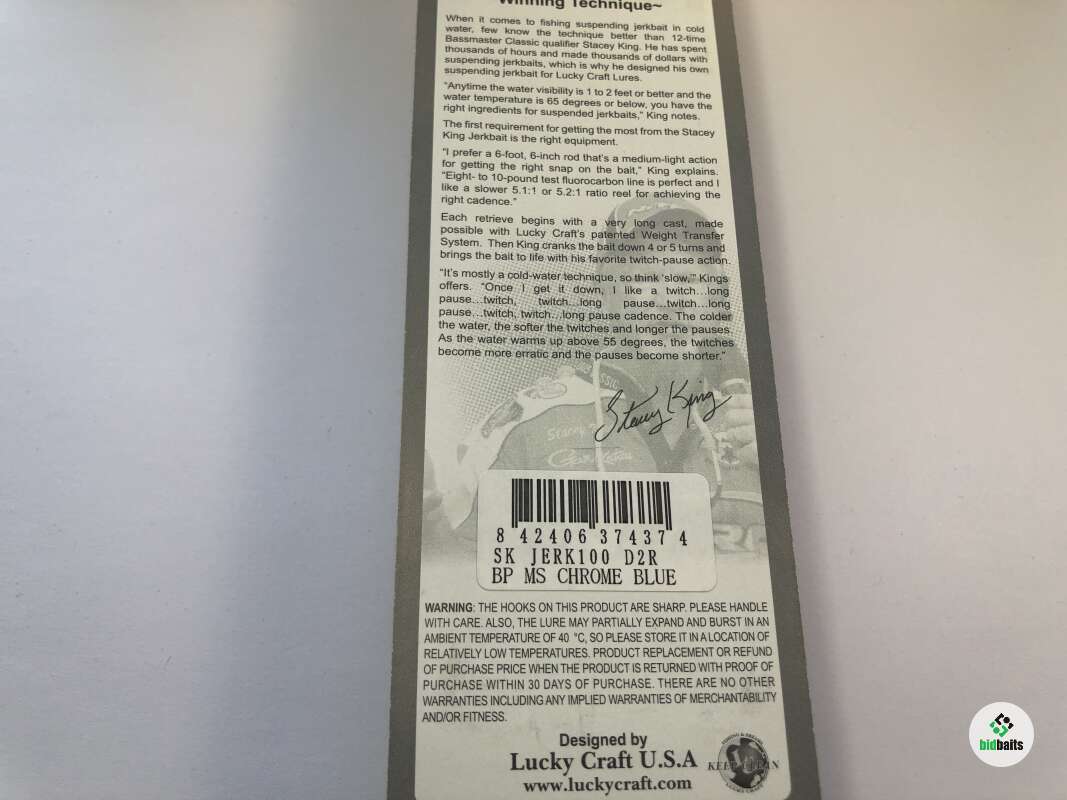 Winning Technique~
When it comes to fishing suspending jerkbait in cold
water, few know the technique better than 12-time
Bassmaster Classic qualifier Stacey King. He has spent
thousands of hours and made thousands of dollars with
suspending jerkbaits, which is why he designed his own
suspending jerkbait for Lucky Craft Lures.
"Anytime the water visibility is 1 to 2 feet or better and the
water temperature is 65 degrees or below, you have the
right ingredients for suspended jerkbaits," King notes.
The first requirement for getting the most from the Stacey
King Jerkbait is the right equipment.
"I prefer a 6-foot, 6-inch rod that's a medium-light action
for getting the right snap on the bait," King explains.
"Eight- to 10-pound test fluorocarbon line is perfect and I
like a slower 5.1:1 or 5.2:1 ratio reel for achieving the
right cadence."
Each retrieve begins with a very long cast, made
possible with Lucky Craft's patented Weight Transfer
System. Then King cranks the bait down 4 or 5 turns and
brings the bait to life with his favorite twitch-pause action.
"It's mostly a cold-water technique, so think 'slow,'" Kings
offers. "Once I get it down, I like a twitch...long
pause...twitch, twitch...long pause...twitch...long
pause...twitch, twitch...long pause cadence. The colder
the water, the softer the twitches and longer the pauses.
As the water warms up above 55 degrees, the twitches
become more erratic and the pauses become shorter."
Stacey King
Stacey
8 42406 37437 4
SK JERK100 D2R
BP MS CHROME BLUE
WARNING: THE HOOKS ON THIS PRODUCT ARE SHARP. PLEASE HANDLE
WITH CARE. ALSO, THE LURE MAY PARTIALLY EXPAND AND BURST IN AN
AMBIENT TEMPERATURE OF 40 °C, SO PLEASE STORE IT IN A LOCATION OF
RELATIVELY LOW TEMPERATURES. PRODUCT REPLACEMENT OR REFUND
OF PURCHASE PRICE WHEN THE PRODUCT IS RETURNED WITH PROOF OF
PURCHASE WITHIN 30 DAYS OF PURCHASE. THERE ARE NO OTHER
WARRANTIES INCLUDING ANY IMPLIED WARRANTIES OF MERCHANTABILITY
AND/OR FITNESS.
Designed by
Lucky Craft U.S.A
www.luckycraft.com
KEEP CLEAN
LUCKY CRAFT
bidbaits